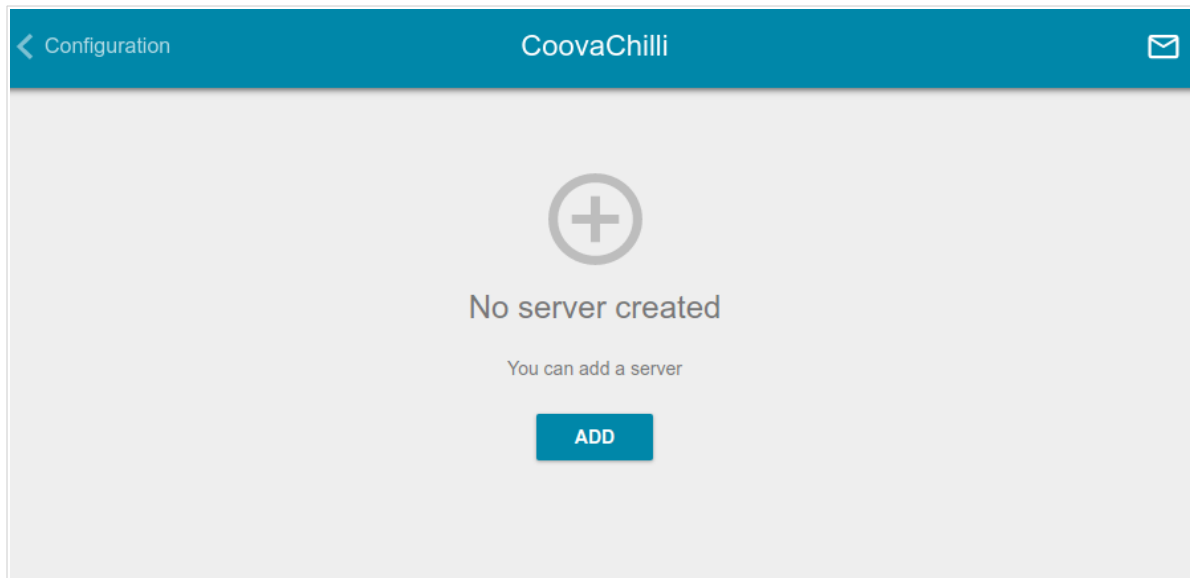 Configuration
CoovaChilli
No server created
You can add a server
ADD